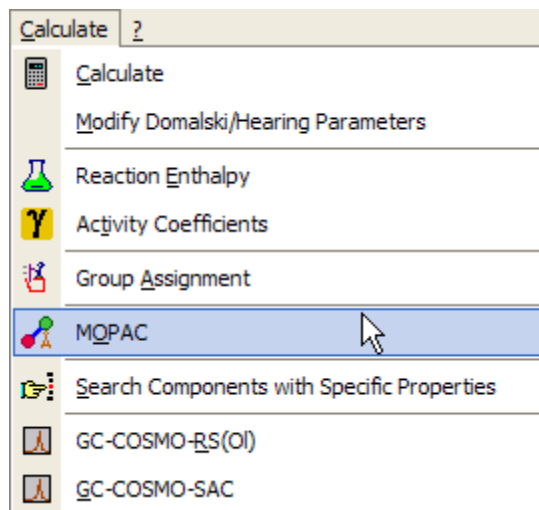 Calculate ?
Calculate
Modify Domalski/Hearing Parameters
Reaction Enthalpy
γ Activity Coefficients
Group Assignment
MOPAC
Search Components with Specific Properties
GC-COSMO-RS(Ol)
GC-COSMO-SAC